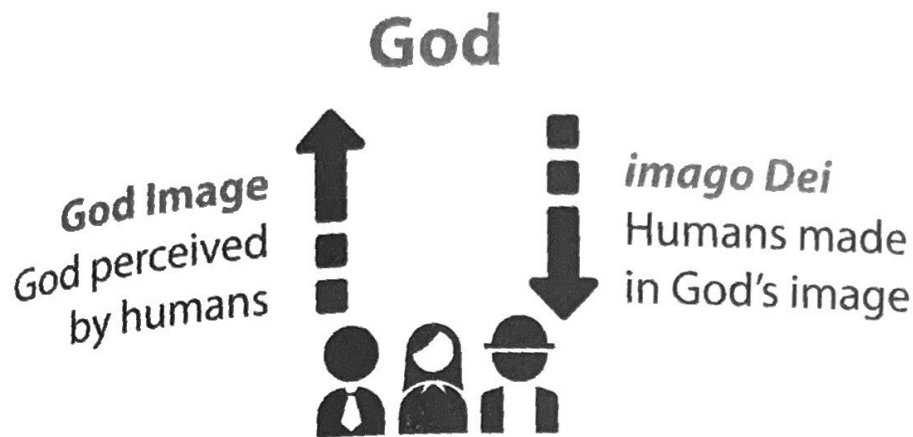 God
God Image
God perceived
by humans
imago Dei
Humans made
in God's image